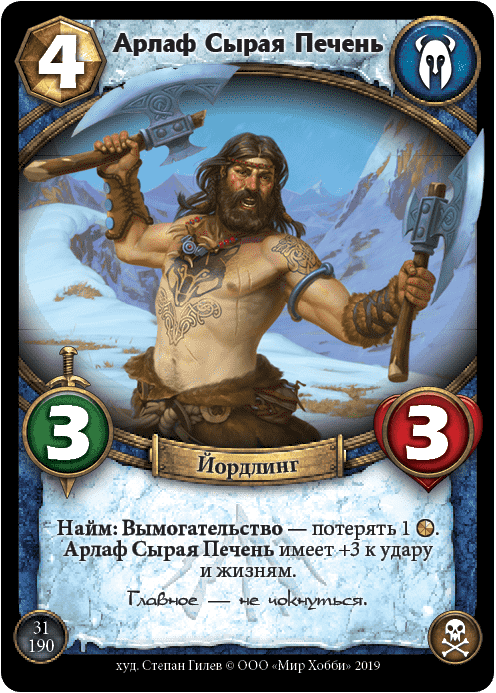 4
Арлаф Сырая Печень
3
3
Йордлинг
Найм: Вымогательство — потерять 1 .
Арлаф Сырая Печень имеет +3 к удару
и жизням.
Главное — не чокнуться.
31
190
худ. Степан Гилев © ООО «Мир Хобби» 2019